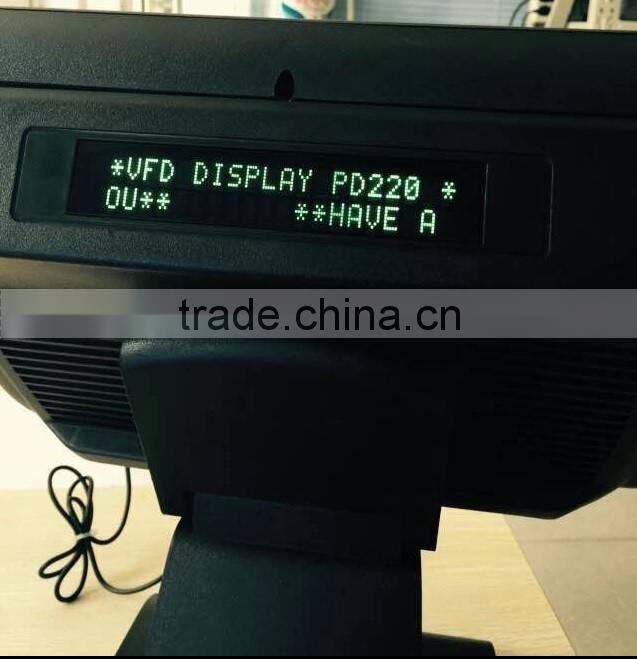 *VFD DISPLAY PD220 *
OU** **HAVE A
trade.china.cn